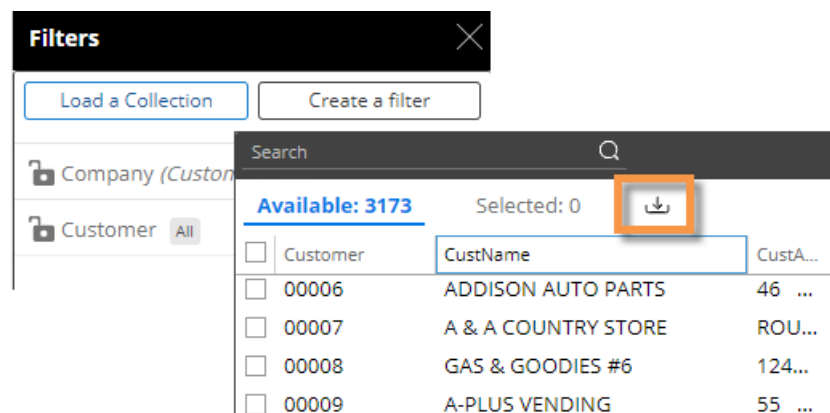 Filters
Load a Collection Create a filter
Company (Custon
Customer All
Search
Available: 3173 Selected: 0
Customer CustName CustA...
00006 ADDISON AUTO PARTS 46 ...
00007 A & A COUNTRY STORE ROU...
00008 GAS & GOODIES #6 124...
00009 A-PLUS VENDING 55 ...